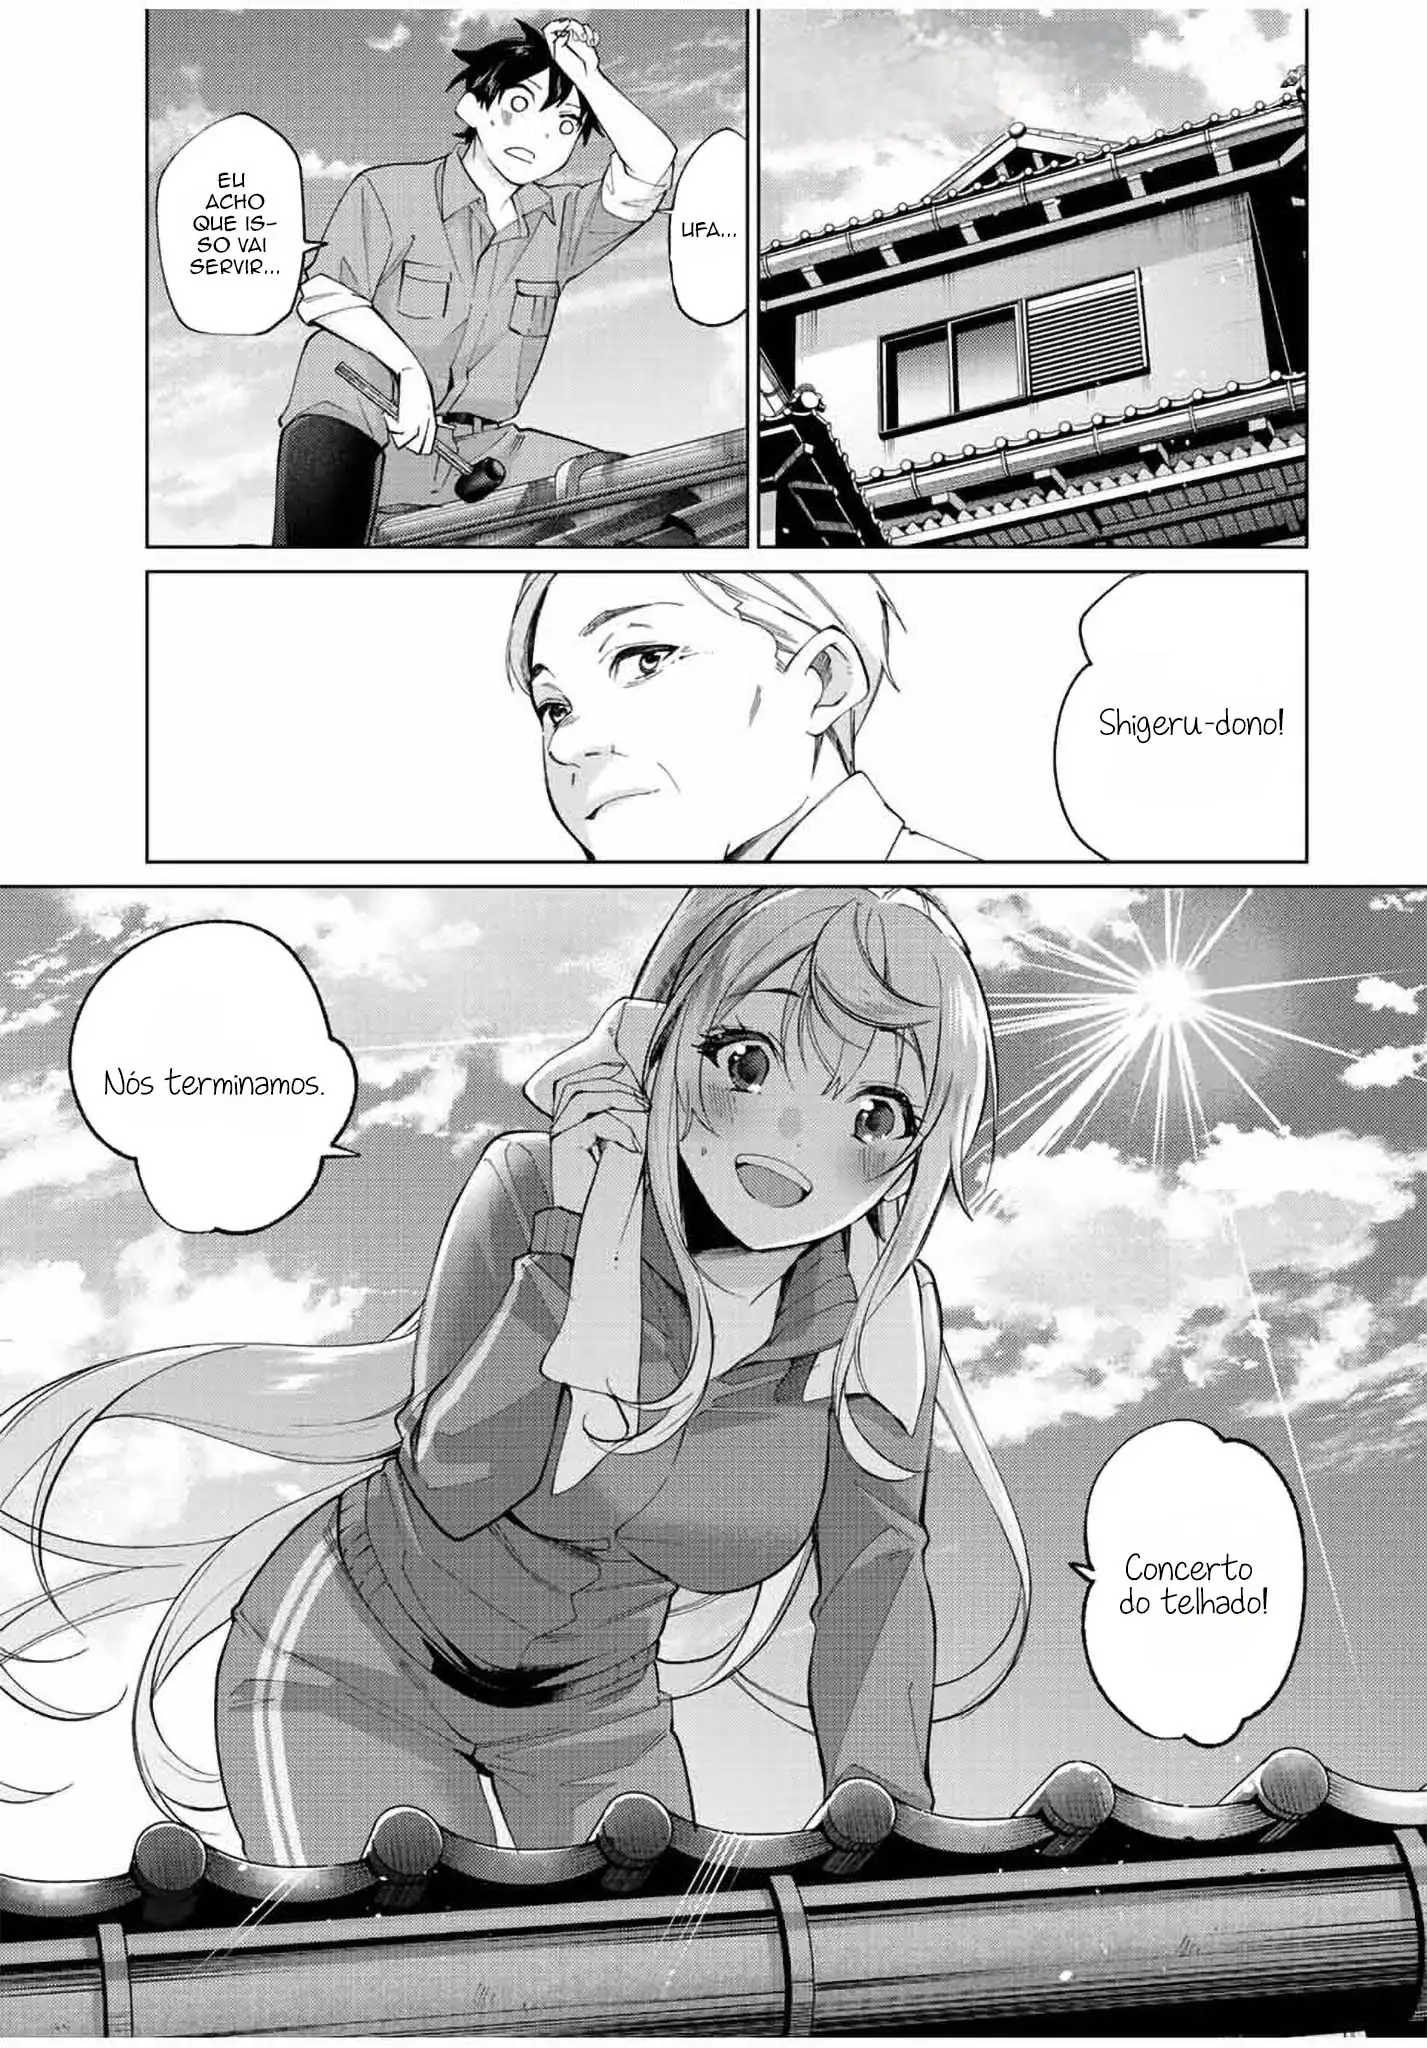 UFA...
EU
ACHO
QUE IS-
SO VAI
SERVIR...
Shigeru-dono!
Concerto
do telhado!
Nós terminamos.